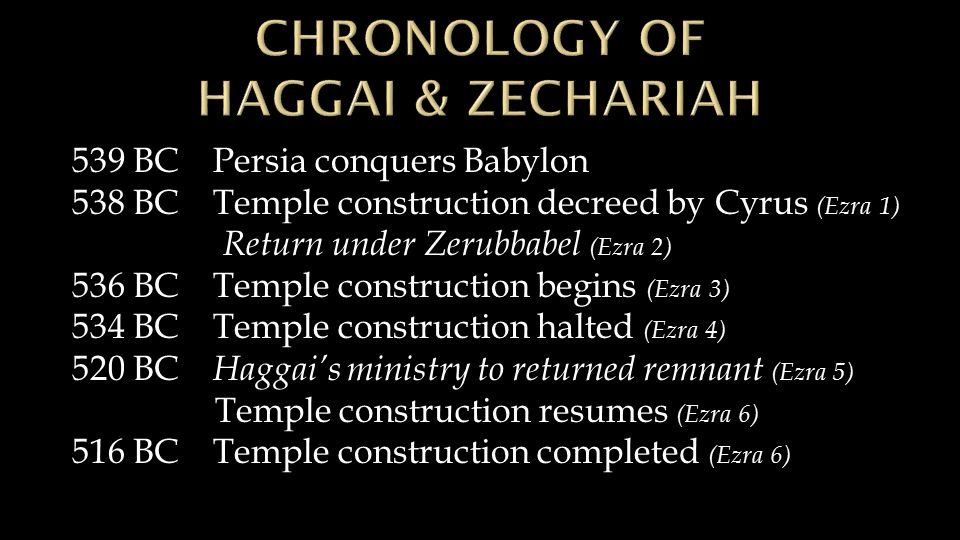 CHRONOLOGY OF
HAGGAI & ZECHARIAH
539 BC Persia conquers Babylon
538 BC Temple construction decreed by Cyrus (Ezra 1)
Return under Zerubbabel (Ezra 2)
536 BC Temple construction begins (Ezra 3)
534 BC Temple construction halted (Ezra 4)
520 BC Haggai's ministry to returned remnant (Ezra 5)
Temple construction resumes (Ezra 6)
516 BC Temple construction completed (Ezra 6)